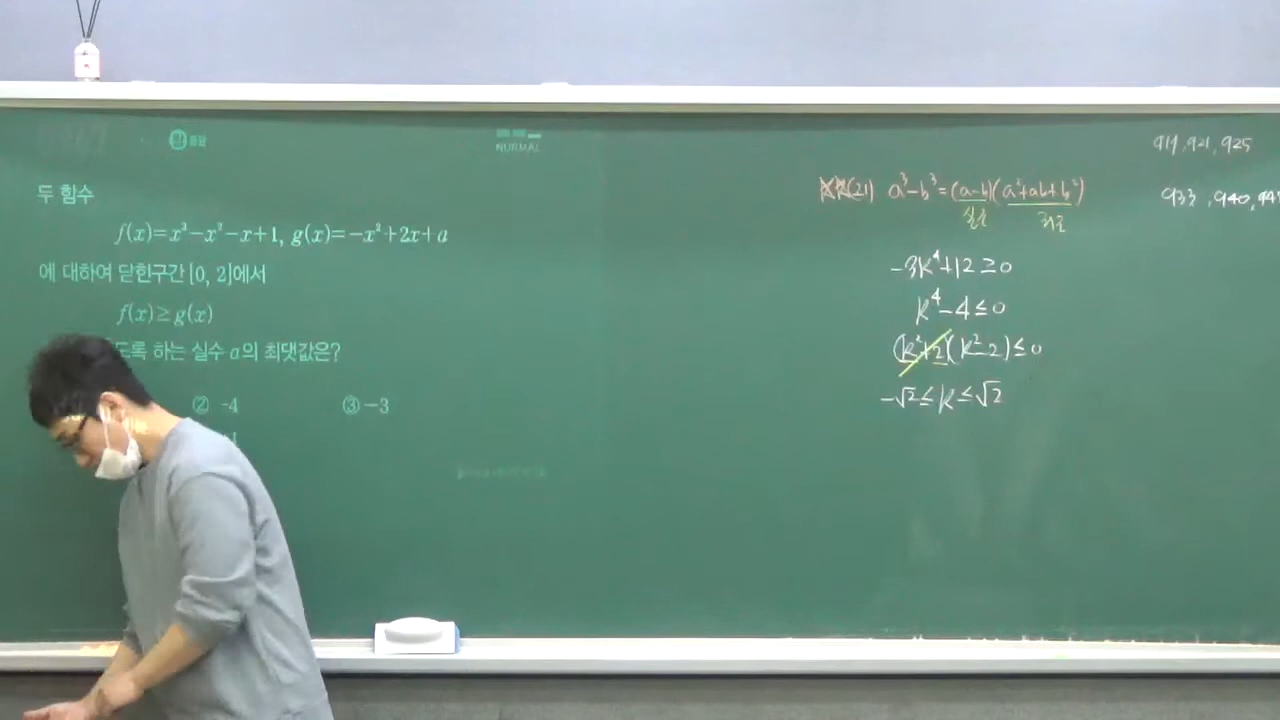 NORMAL
두 함수
f(x)=x³-x²-x+1, g(x)=-x²+2x+a
에 대하여 닫힌구간 [0, 2]에서
f(x)≥g(x)
도록 하는 실수 a의 최댓값은?
② -4 ③ -3
a³-b³=(a-b)(a²+ab+b²)
-3k⁴+12≥0
k⁴-4≤0
(k²+2)(k²-2)≤0
-√2≤k≤√2
919, 921, 925
933, 940,